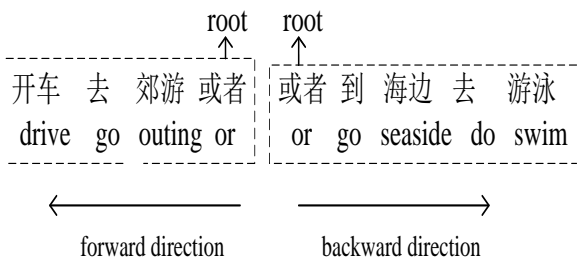 root root
开车 去 郊游 或者 或者 到 海边 去 游泳
drive go outing or or go seaside do swim
forward direction backward direction